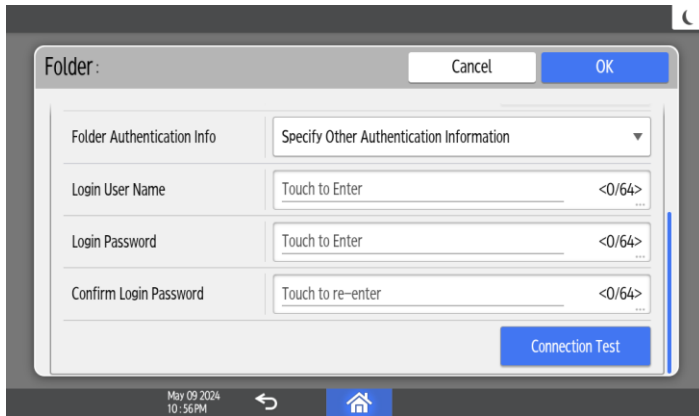 Folder :
Cancel
OK
Folder Authentication Info
Specify Other Authentication Information
Login User Name
Touch to Enter
<0/64>
Login Password
Touch to Enter
<0/64>
Confirm Login Password
Touch to re-enter
<0/64>
Connection Test
May 09 2024
10 : 56 PM